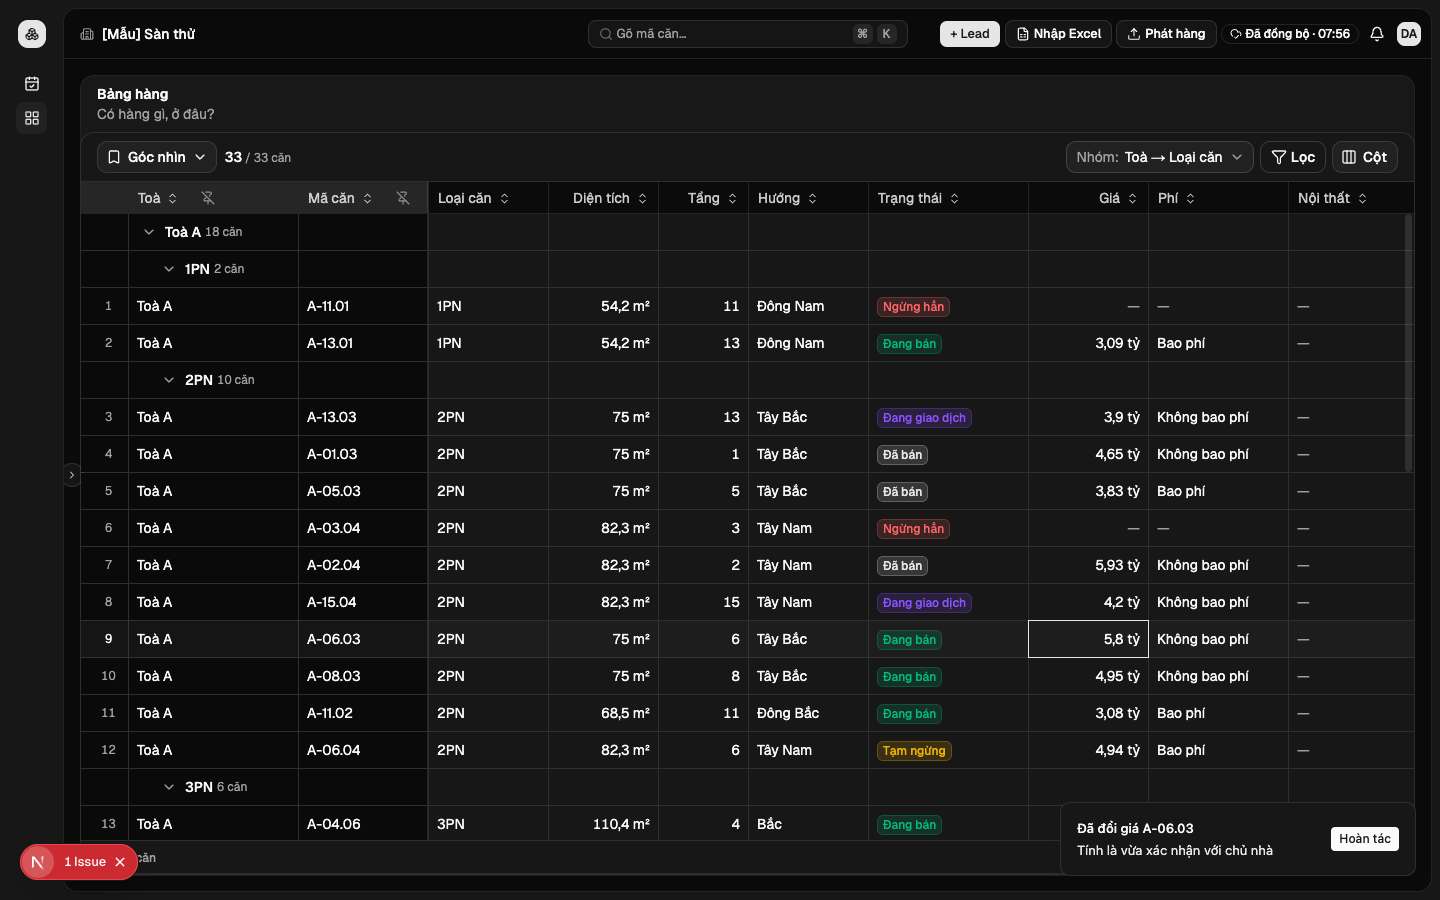 [Mẫu] Sàn thử
Gõ mã căn...
⌘ K
+ Lead
Nhập Excel
Phát hàng
Đã đồng bộ · 07:56
DA
Bảng hàng
Có hàng gì, ở đâu?
Góc nhìn 33 / 33 căn
Nhóm: Toà → Loại căn
Lọc
Cột
Toà Mã căn Loại căn Diện tích Tầng Hướng Trạng thái Giá Phí Nội thất
Toà A 18 căn
1PN 2 căn
1 Toà A A-11.01 1PN 54,2 m² 11 Đông Nam Ngừng hẳn — — —
2 Toà A A-13.01 1PN 54,2 m² 13 Đông Nam Đang bán 3,09 tỷ Bao phí —
2PN 10 căn
3 Toà A A-13.03 2PN 75 m² 13 Tây Bắc Đang giao dịch 3,9 tỷ Không bao phí —
4 Toà A A-01.03 2PN 75 m² 1 Tây Bắc Đã bán 4,65 tỷ Không bao phí —
5 Toà A A-05.03 2PN 75 m² 5 Tây Bắc Đã bán 3,83 tỷ Bao phí —
6 Toà A A-03.04 2PN 82,3 m² 3 Tây Nam Ngừng hẳn — — —
7 Toà A A-02.04 2PN 82,3 m² 2 Tây Nam Đã bán 5,93 tỷ Không bao phí —
8 Toà A A-15.04 2PN 82,3 m² 15 Tây Nam Đang giao dịch 4,2 tỷ Không bao phí —
9 Toà A A-06.03 2PN 75 m² 6 Tây Bắc Đang bán 5,8 tỷ Không bao phí —
10 Toà A A-08.03 2PN 75 m² 8 Tây Bắc Đang bán 4,95 tỷ Không bao phí —
11 Toà A A-11.02 2PN 68,5 m² 11 Đông Bắc Đang bán 3,08 tỷ Bao phí —
12 Toà A A-06.04 2PN 82,3 m² 6 Tây Nam Tạm ngừng 4,94 tỷ Bao phí —
3PN 6 căn
13 Toà A A-04.06 3PN 110,4 m² 4 Bắc Đang bán
Đã đổi giá A-06.03
Tính là vừa xác nhận với chủ nhà
Hoàn tác
N 1 Issue
căn